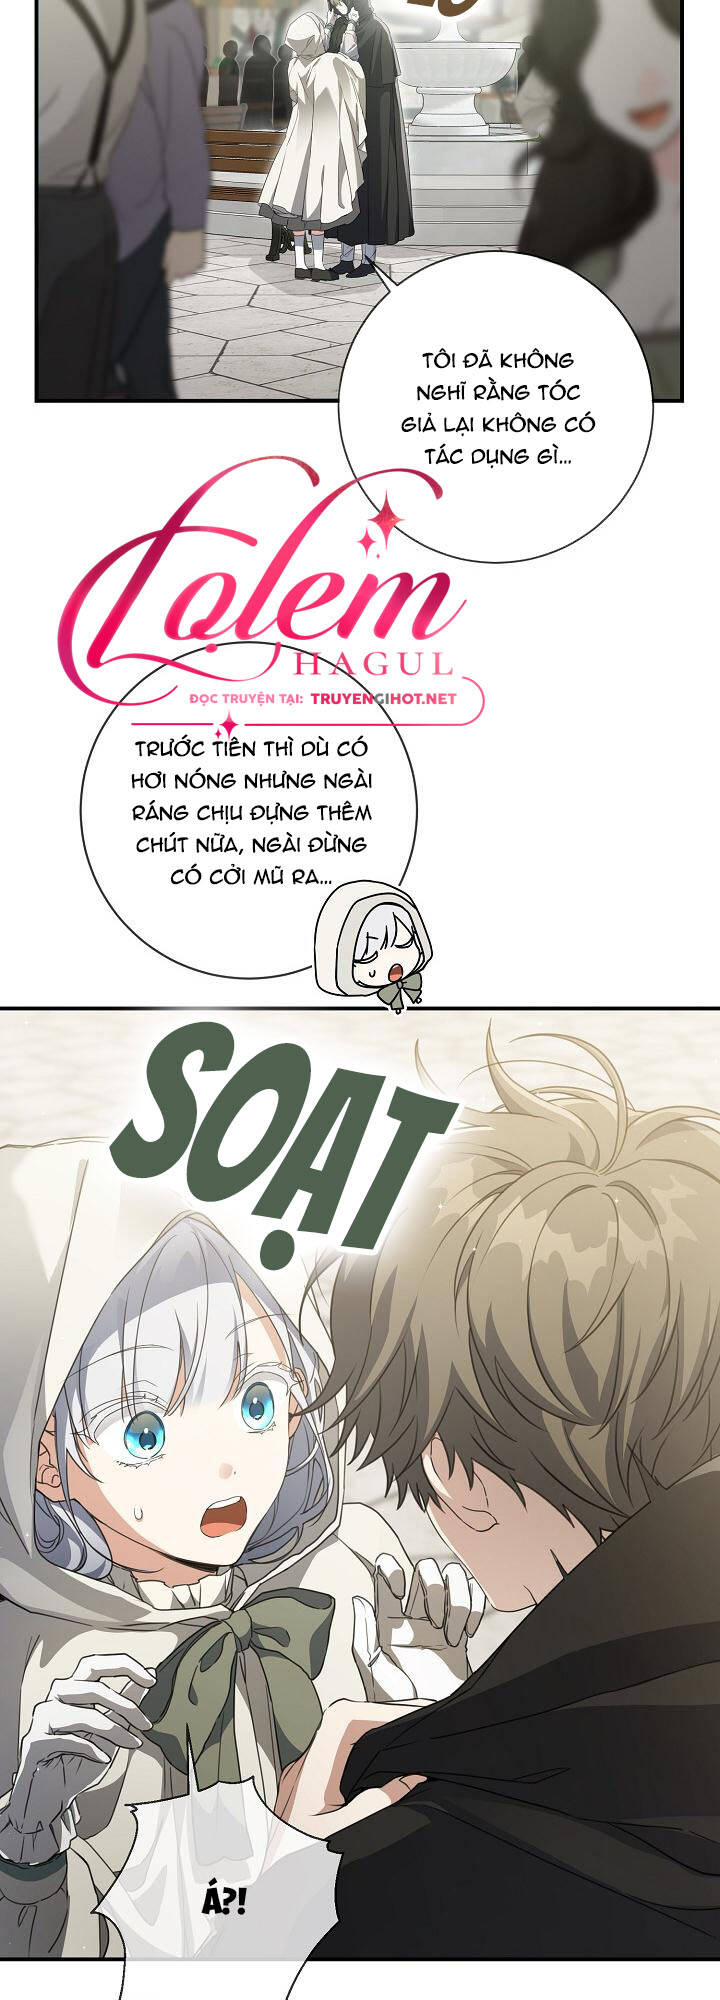 TÔI ĐÃ KHÔNG
NGHĨ RẰNG TÓC
GIẢ LẠI KHÔNG CÓ
TÁC DỤNG GÌ...
Lolem
HAGUL
ĐỌC TRUYỆN TẠI: TRUYENGIHOT.NET
TRƯỚC TIÊN THÌ DÙ CÓ
HƠI NÓNG NHƯNG NGÀI
RÁNG CHỊU ĐỰNG THÊM
CHÚT NỮA, NGÀI ĐỪNG
CÓ CỞI MŨ RA...
SOẠT
Á?!